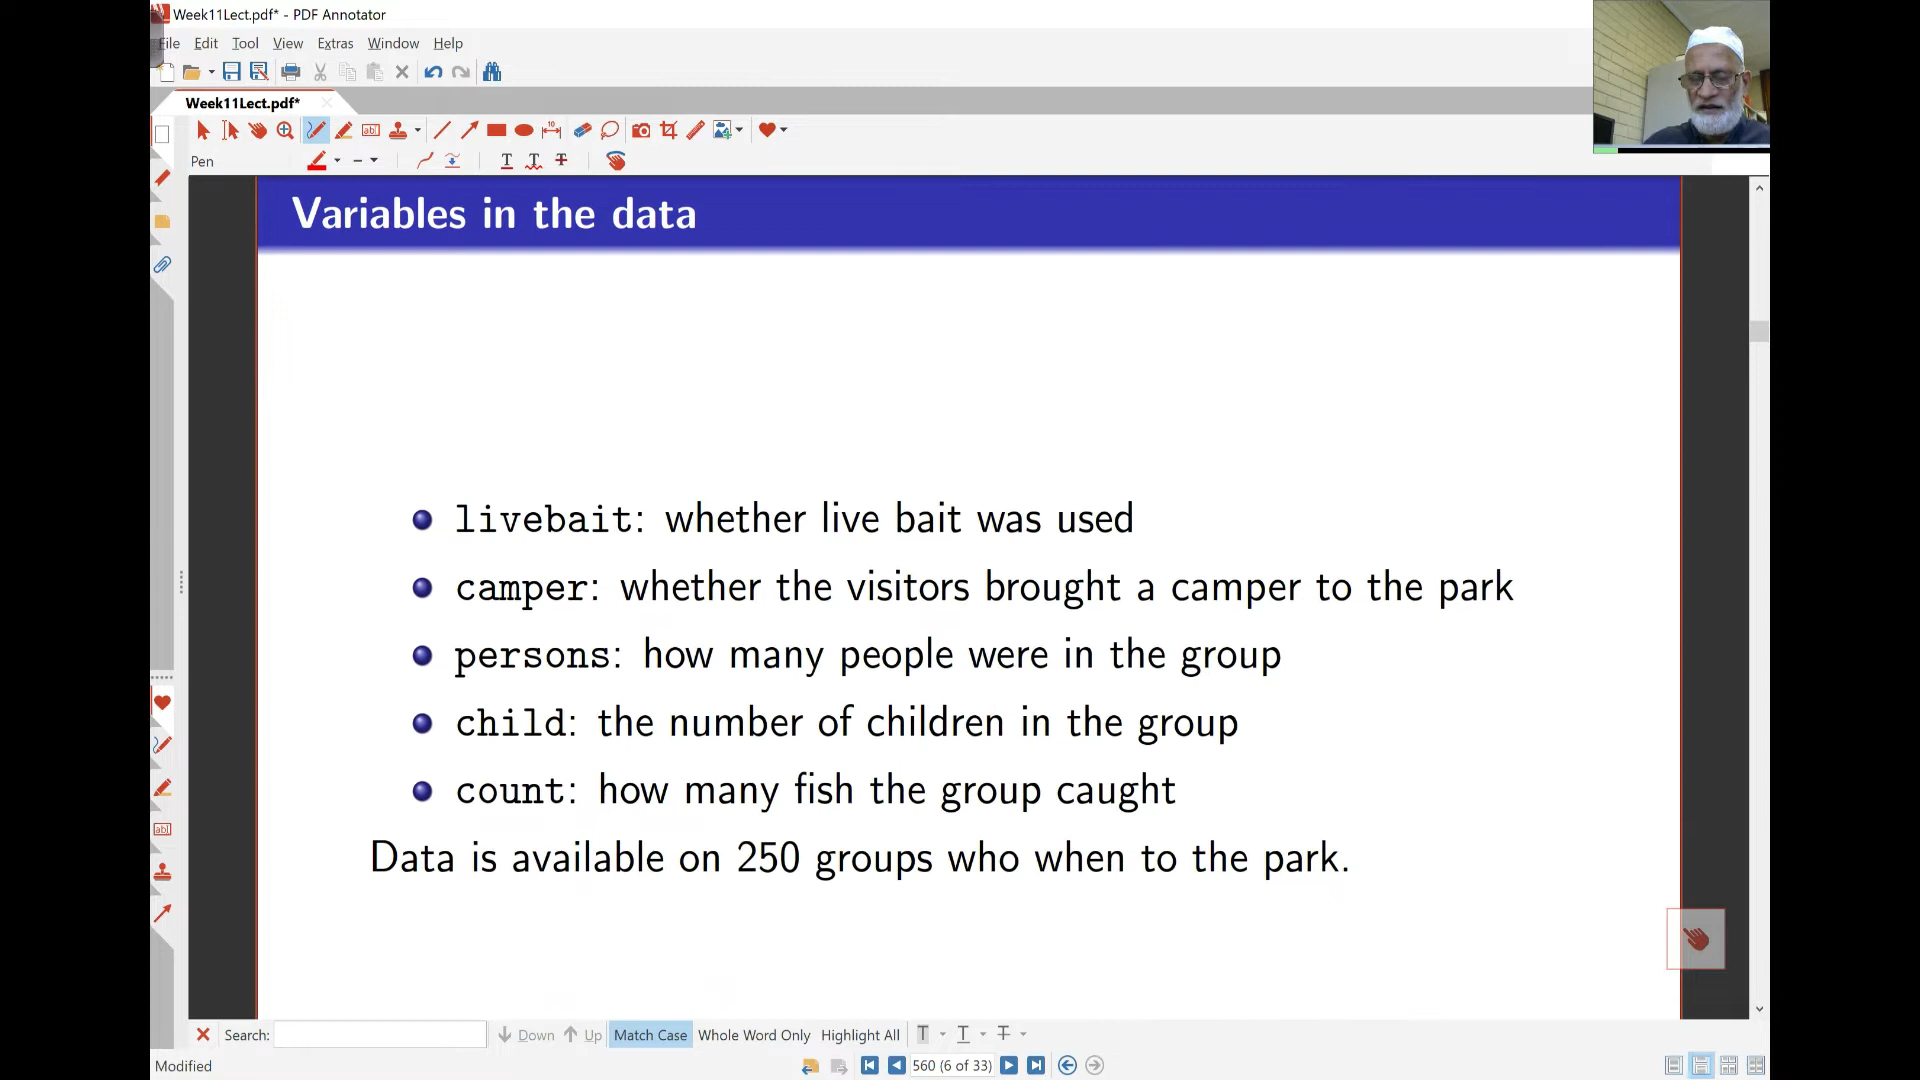 Week11Lect.pdf* - PDF Annotator
File Edit Tool View Extras Window Help
Week11Lect.pdf*
Pen
Variables in the data
livebait: whether live bait was used
camper: whether the visitors brought a camper to the park
persons: how many people were in the group
child: the number of children in the group
count: how many fish the group caught
Data is available on 250 groups who when to the park.
Search: Down Up Match Case Whole Word Only Highlight All
Modified
560 (6 of 33)